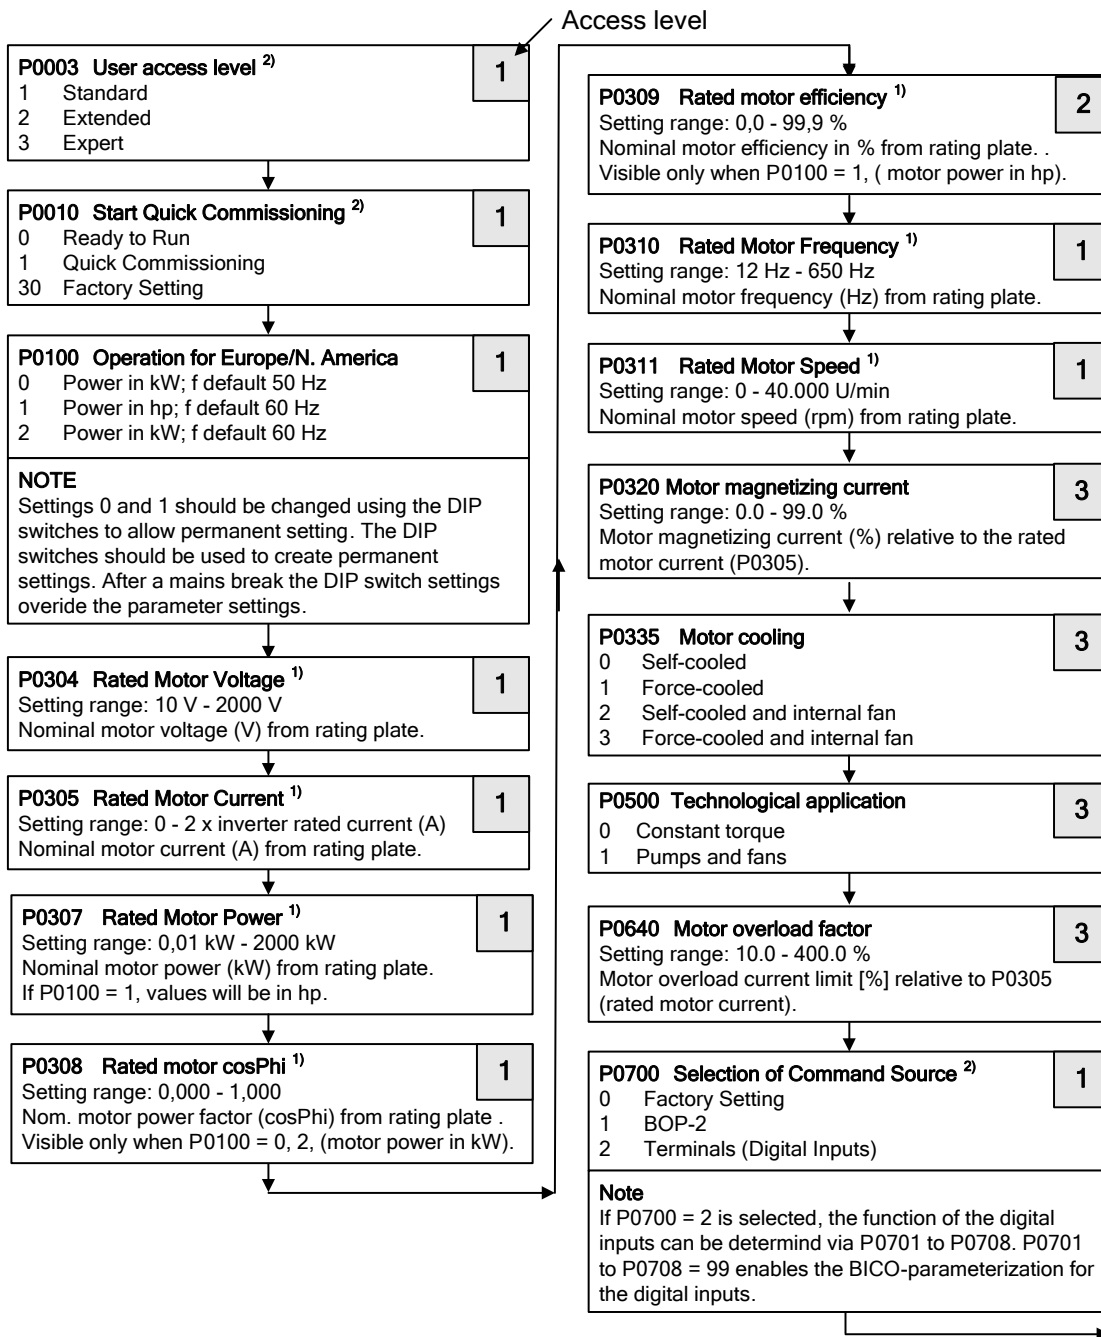 Access level
P0003 User access level 2)
1
1 Standard
2 Extended
3 Expert
P0010 Start Quick Commissioning 2)
1
0 Ready to Run
1 Quick Commissioning
30 Factory Setting
P0100 Operation for Europe/N. America
1
0 Power in kW; f default 50 Hz
1 Power in hp; f default 60 Hz
2 Power in kW; f default 60 Hz
NOTE
Settings 0 and 1 should be changed using the DIP
switches to allow permanent setting. The DIP
switches should be used to create permanent
settings. After a mains break the DIP switch settings
overide the parameter settings.
P0304 Rated Motor Voltage 1)
1
Setting range: 10 V - 2000 V
Nominal motor voltage (V) from rating plate.
P0305 Rated Motor Current 1)
1
Setting range: 0 - 2 x inverter rated current (A)
Nominal motor current (A) from rating plate.
P0307 Rated Motor Power 1)
1
Setting range: 0,01 kW - 2000 kW
Nominal motor power (kW) from rating plate.
If P0100 = 1, values will be in hp.
P0308 Rated motor cosPhi 1)
1
Setting range: 0,000 - 1,000
Nom. motor power factor (cosPhi) from rating plate .
Visible only when P0100 = 0, 2, (motor power in kW).
P0309 Rated motor efficiency 1)
2
Setting range: 0,0 - 99,9 %
Nominal motor efficiency in % from rating plate. .
Visible only when P0100 = 1, ( motor power in hp).
P0310 Rated Motor Frequency 1)
1
Setting range: 12 Hz - 650 Hz
Nominal motor frequency (Hz) from rating plate.
P0311 Rated Motor Speed 1)
1
Setting range: 0 - 40.000 U/min
Nominal motor speed (rpm) from rating plate.
P0320 Motor magnetizing current
3
Setting range: 0.0 - 99.0 %
Motor magnetizing current (%) relative to the rated
motor current (P0305).
P0335 Motor cooling
3
0 Self-cooled
1 Force-cooled
2 Self-cooled and internal fan
3 Force-cooled and internal fan
P0500 Technological application
3
0 Constant torque
1 Pumps and fans
P0640 Motor overload factor
3
Setting range: 10.0 - 400.0 %
Motor overload current limit [%] relative to P0305
(rated motor current).
P0700 Selection of Command Source 2)
1
0 Factory Setting
1 BOP-2
2 Terminals (Digital Inputs)
Note
If P0700 = 2 is selected, the function of the digital
inputs can be determind via P0701 to P0708. P0701
to P0708 = 99 enables the BICO-parameterization for
the digital inputs.